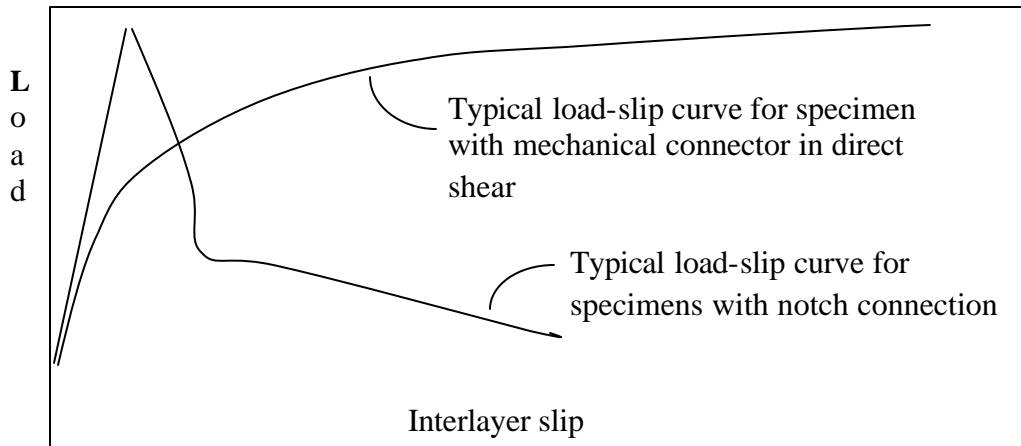 Load
Typical load-slip curve for specimen
with mechanical connector in direct
shear
Typical load-slip curve for
specimens with notch connection
Interlayer slip